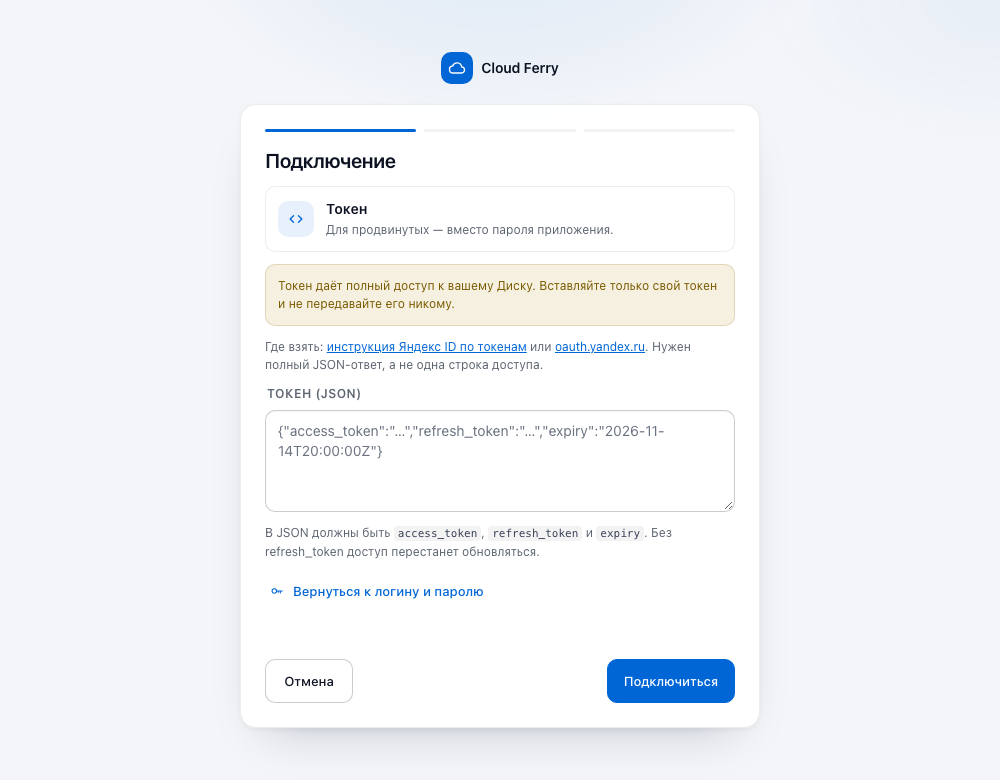 Cloud Ferry
Подключение
Токен
Для продвинутых — вместо пароля приложения.
Токен даёт полный доступ к вашему Диску. Вставляйте только свой токен
и не передавайте его никому.
Где взять: инструкция Яндекс ID по токенам или oauth.yandex.ru. Нужен
полный JSON-ответ, а не одна строка доступа.
ТОКЕН (JSON)
{"access_token":"...","refresh_token":"...","expiry":"2026-11-
14T20:00:00Z"}
В JSON должны быть access_token, refresh_token и expiry. Без
refresh_token доступ перестанет обновляться.
Вернуться к логину и паролю
Отмена
Подключиться